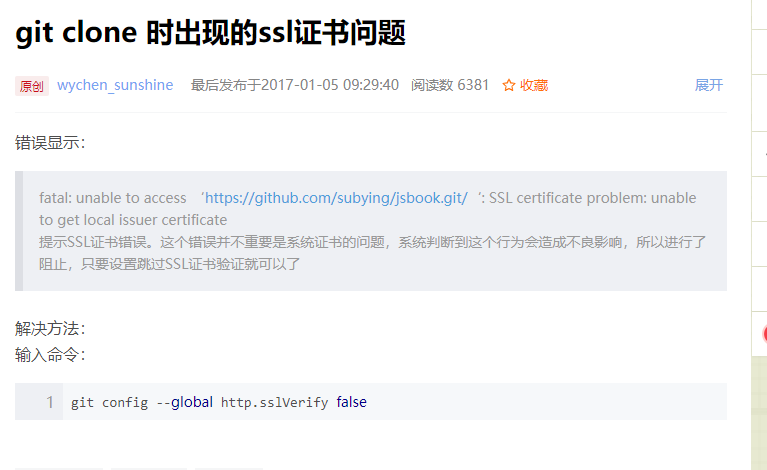 git clone 时出现的ssl证书问题
原创 wychen_sunshine 最后发布于2017-01-05 09:29:40 阅读数 6381 收藏 展开
错误显示：
fatal: unable to access ‘https://github.com/subying/jsbook.git/‘: SSL certificate problem: unable
to get local issuer certificate
提示SSL证书错误。这个错误并不重要是系统证书的问题，系统判断到这个行为会造成不良影响，所以进行了
阻止，只要设置跳过SSL证书验证就可以了
解决方法：
输入命令：
1 git config --global http.sslVerify false